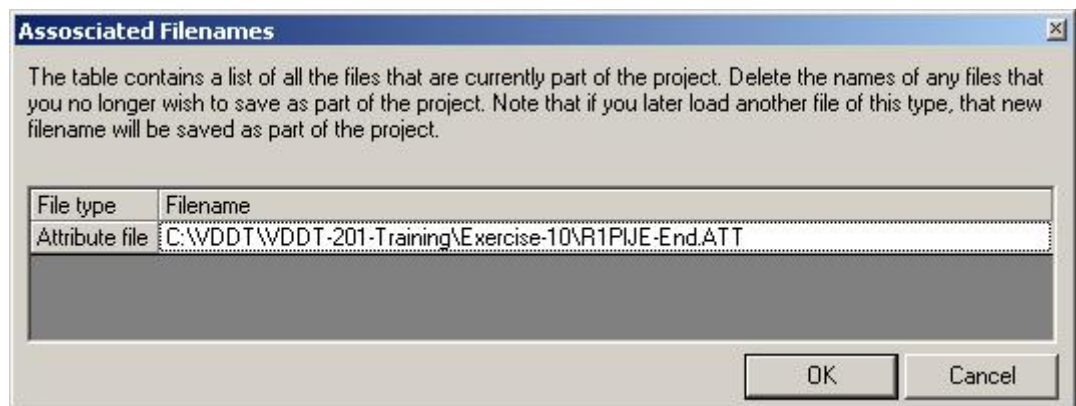 Assosciated Filenames
The table contains a list of all the files that are currently part of the project. Delete the names of any files that
you no longer wish to save as part of the project. Note that if you later load another file of this type, that new
filename will be saved as part of the project.
File type Filename
Attribute file C:\VDDT\VDDT-201-Training\Exercise-10\R1PIJE-End.ATT
OK Cancel